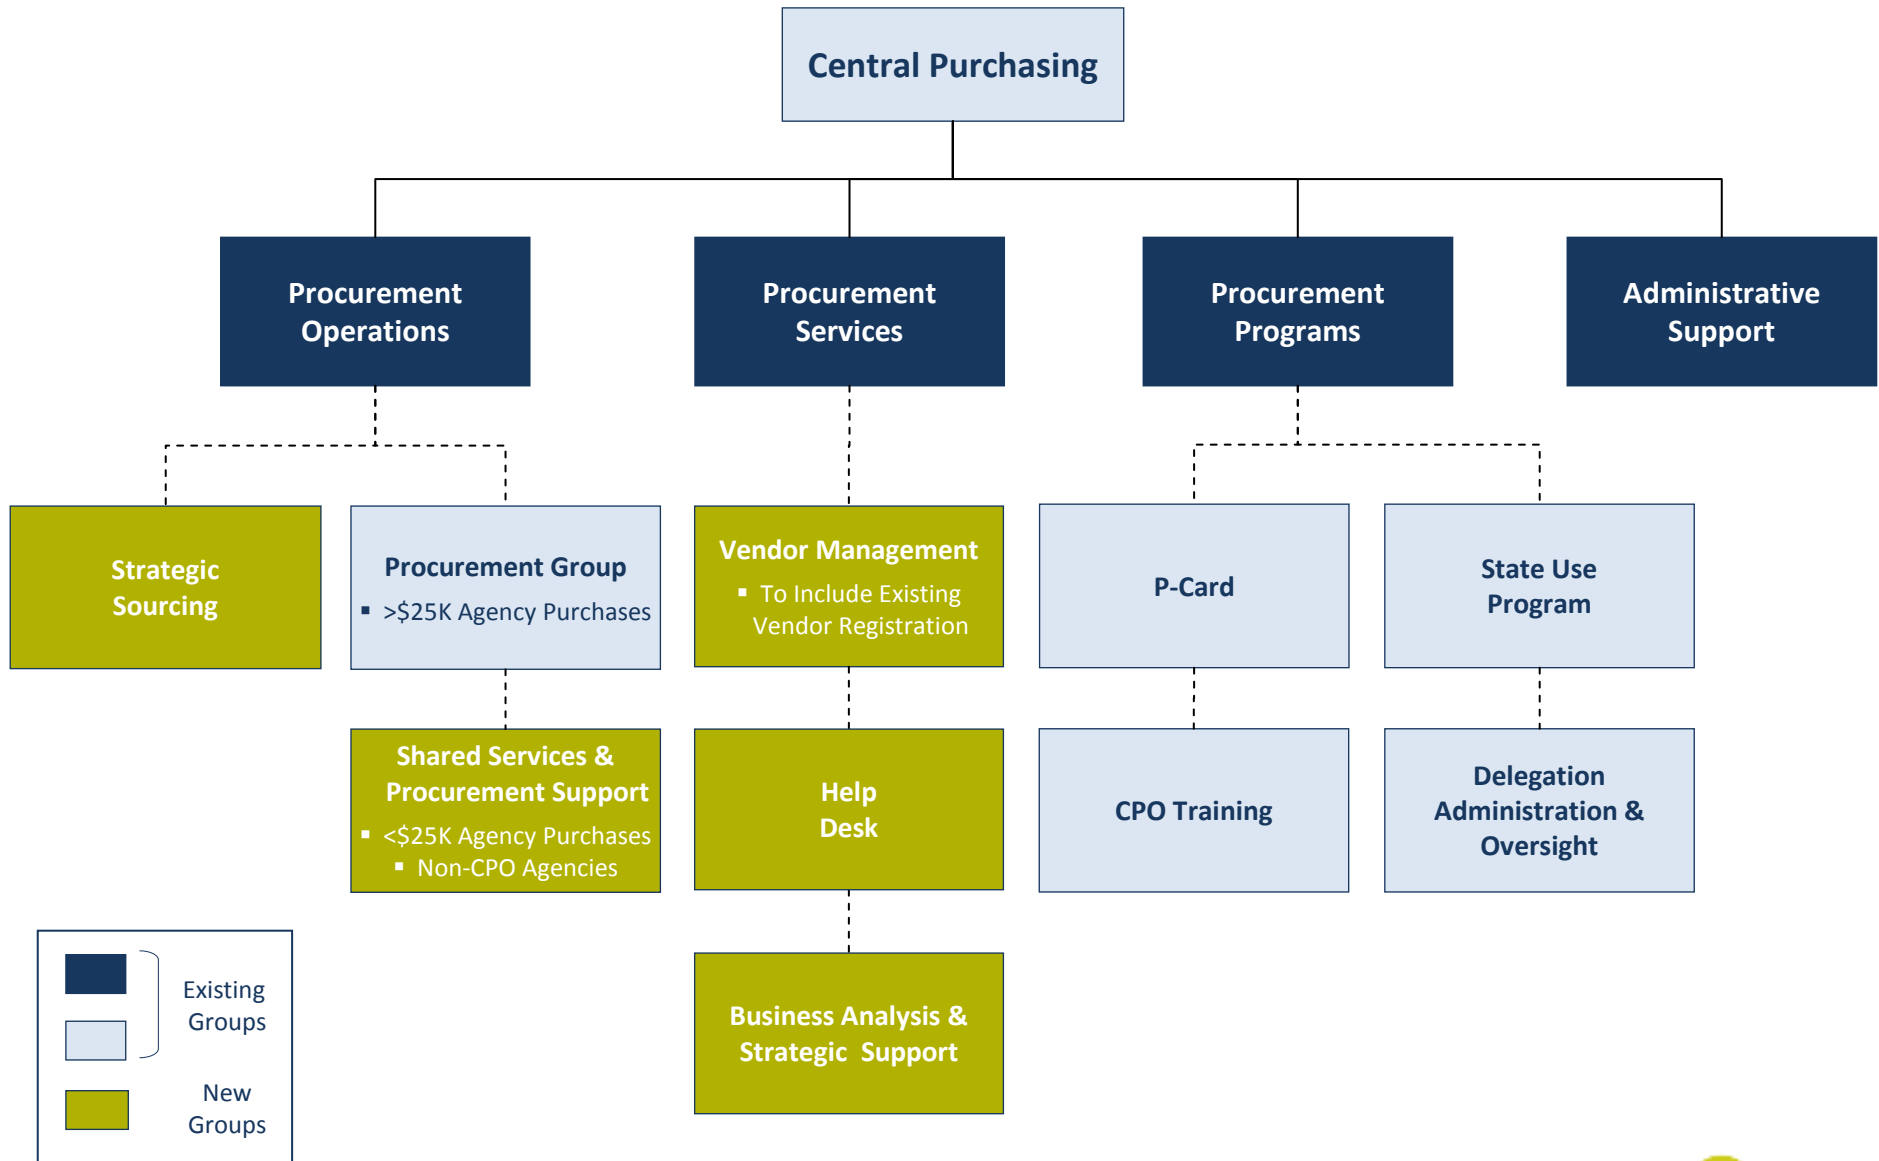 Central Purchasing
Procurement
Operations
Procurement
Services
Procurement
Programs
Administrative
Support
Strategic
Sourcing
Procurement Group
▪ >$25K Agency Purchases
Vendor Management
▪ To Include Existing
Vendor Registration
P-Card
State Use
Program
Shared Services &
Procurement Support
▪ <$25K Agency Purchases
▪ Non-CPO Agencies
Help
Desk
CPO Training
Delegation
Administration &
Oversight
Business Analysis &
Strategic Support
Existing
Groups
New
Groups